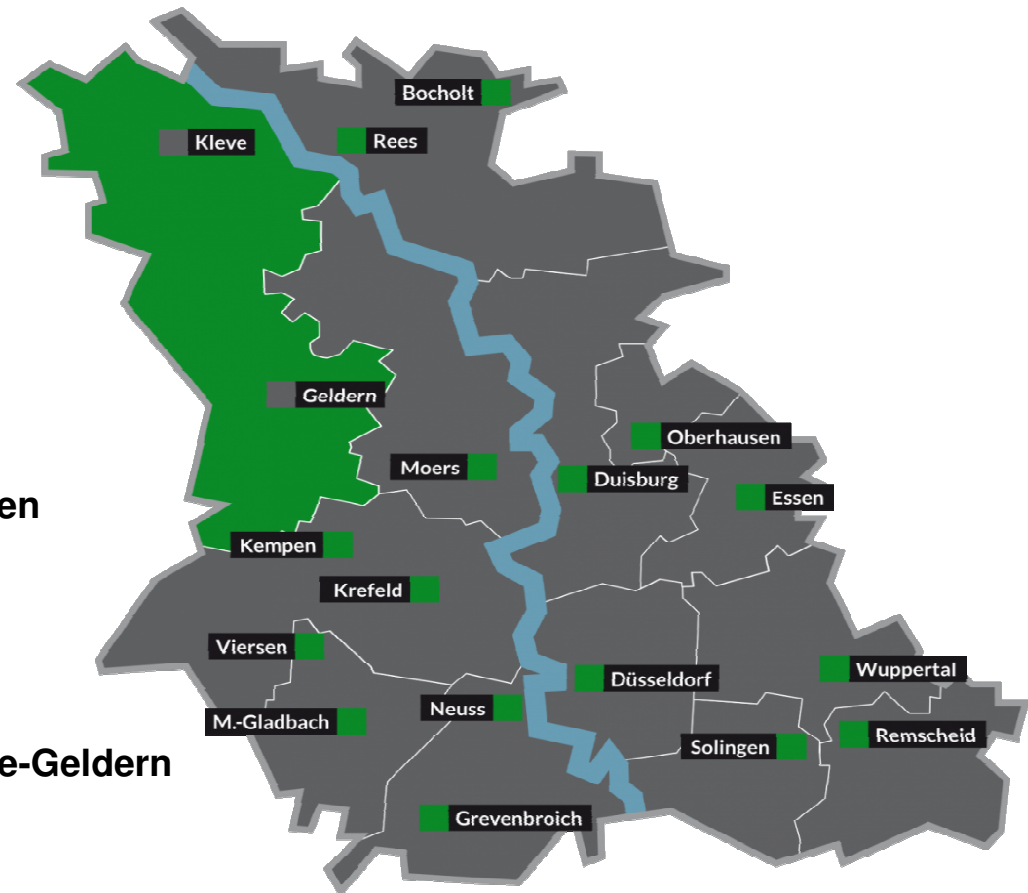 Bocholt
Kleve
Rees
Geldern
Oberhausen
Moers
Duisburg
Essen
en
Kempen
Krefeld
Viersen
Wuppertal
Düsseldorf
Neuss
M.-Gladbach
Remscheid
Solingen
e-Geldern
Grevenbroich